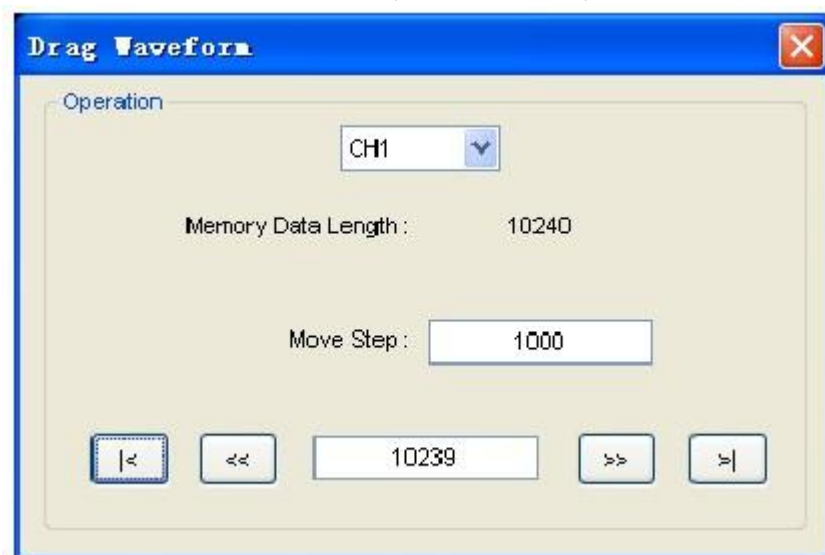 Drag Waveform
Operation
CH1
Memory Data Length : 10240
Move Step : 1000
|< << 10239 >> >|